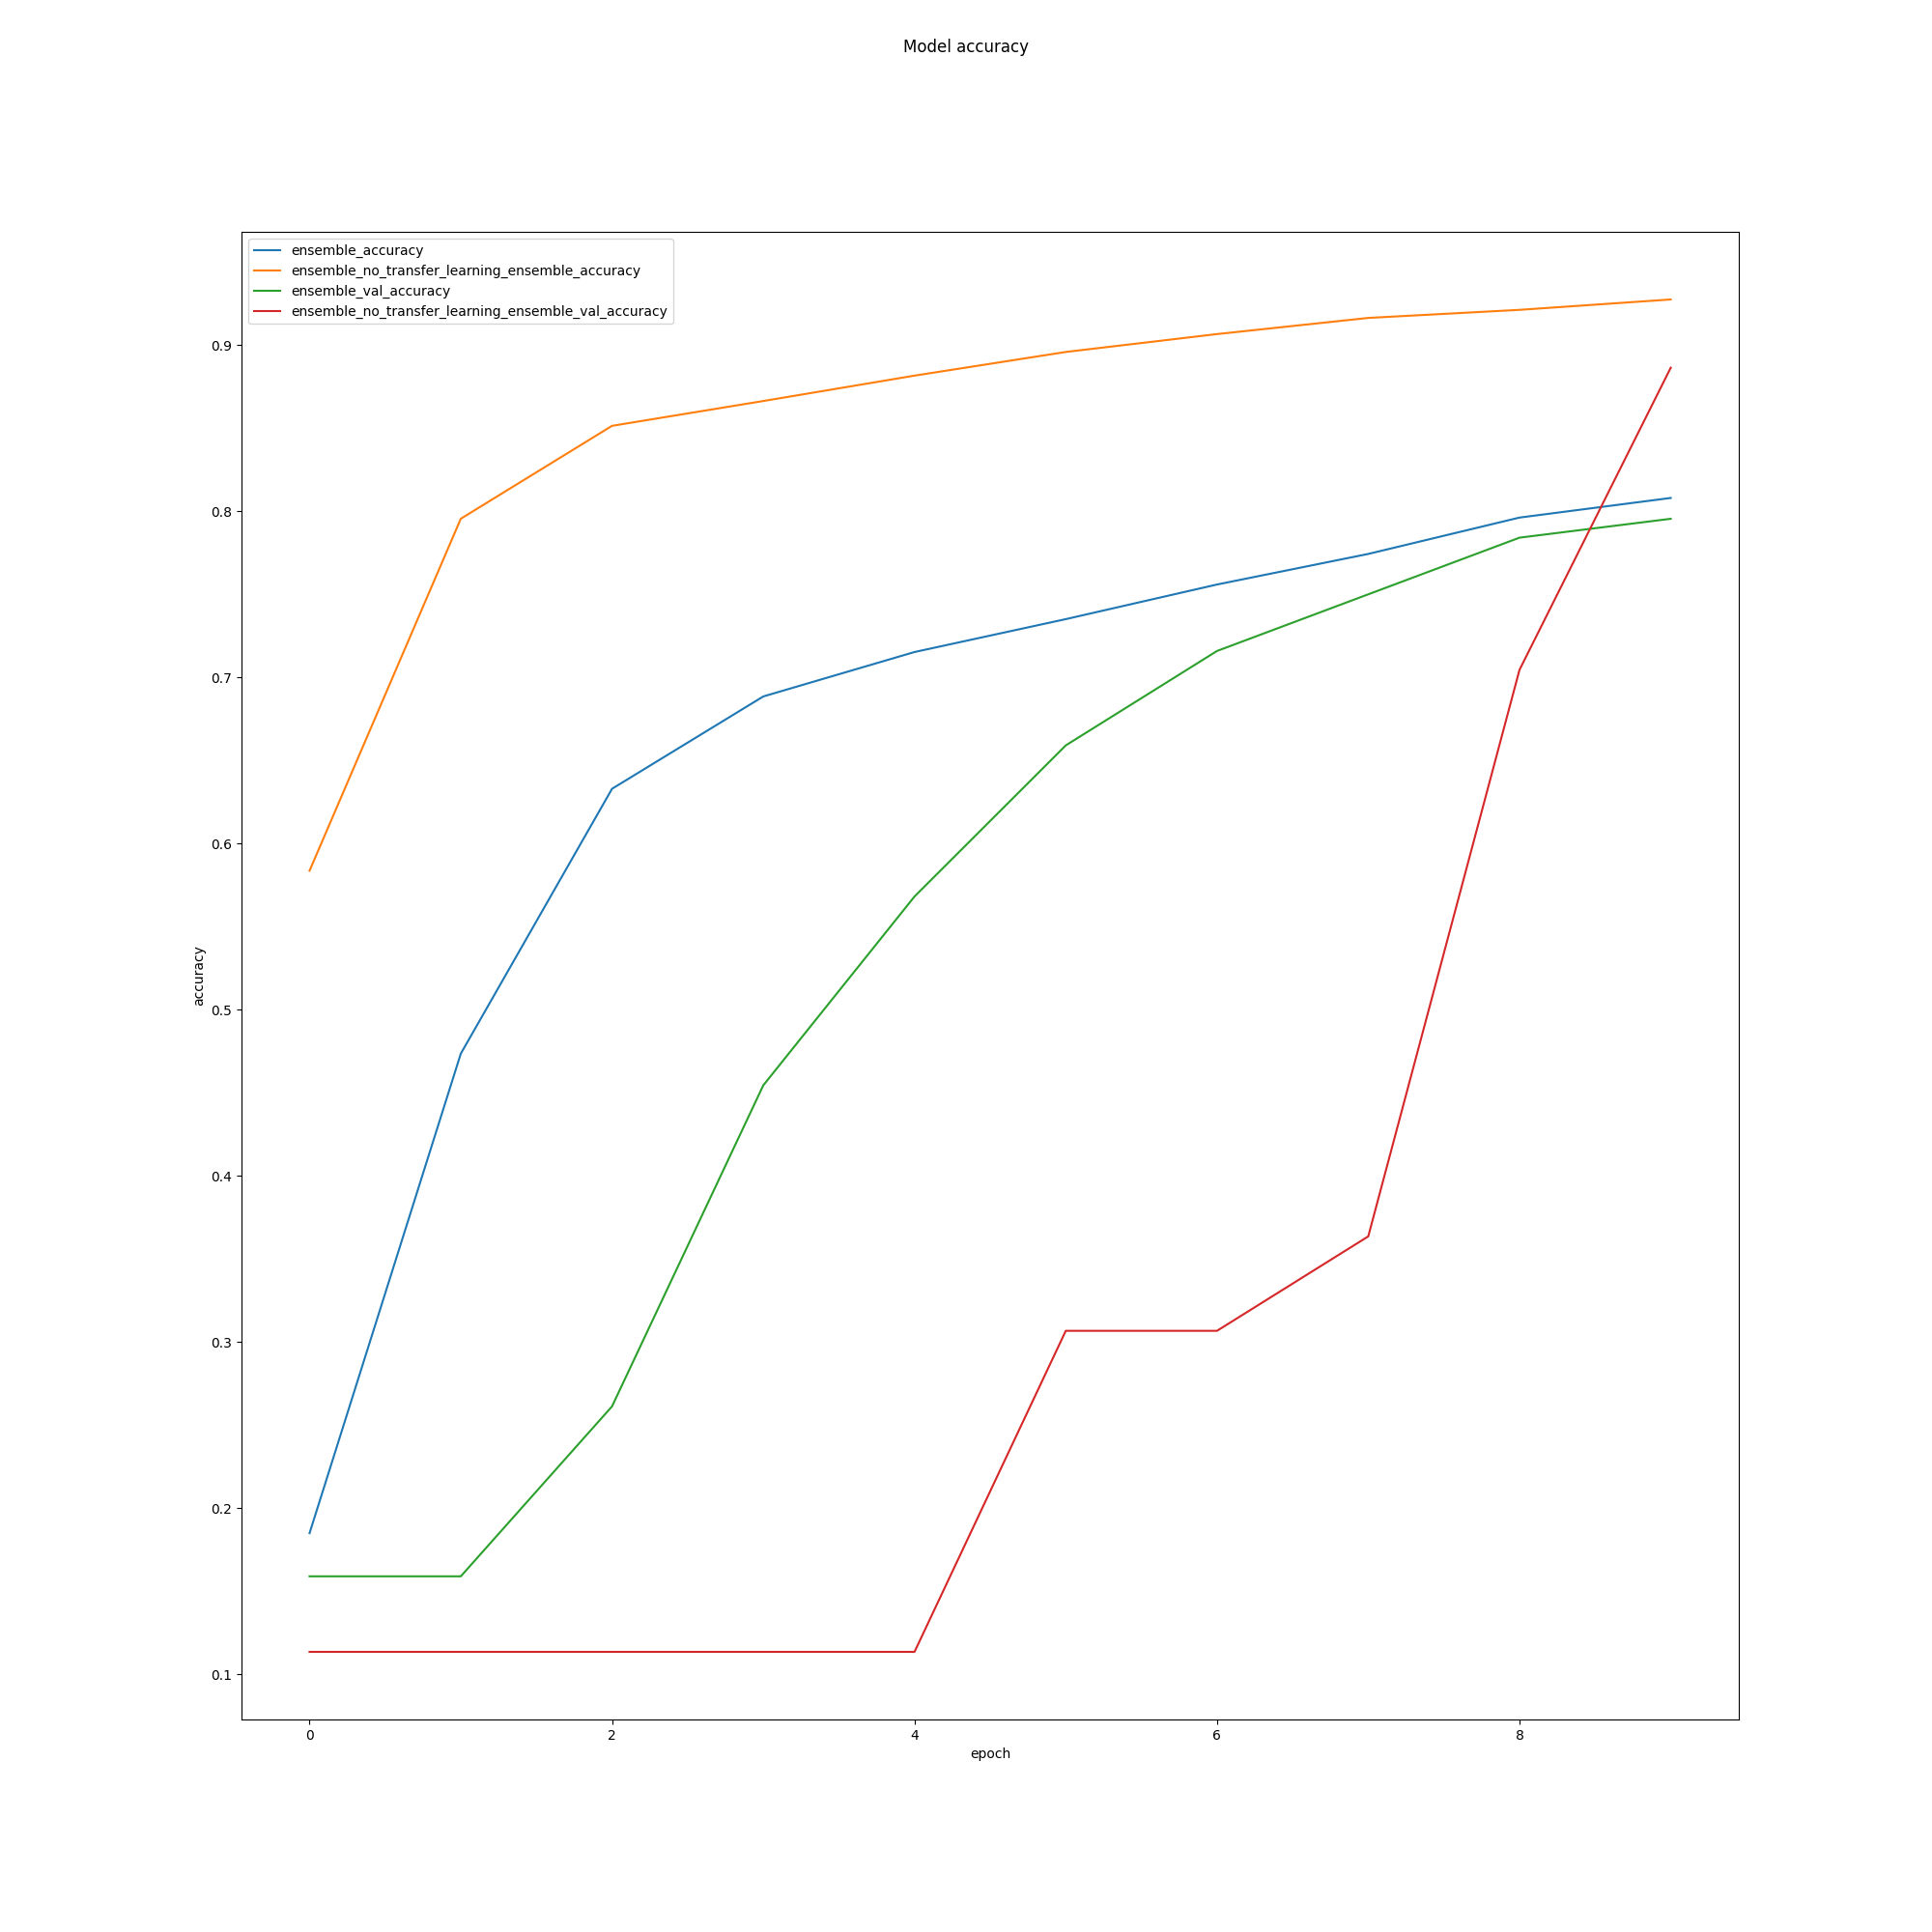 Model accuracy
ensemble_accuracy
ensemble_no_transfer_learning_ensemble_accuracy
ensemble_val_accuracy
ensemble_no_transfer_learning_ensemble_val_accuracy
0.9
0.8
0.7
0.6
0.5
0.4
0.3
0.2
0.1
accuracy
0 2 4 6 8
epoch